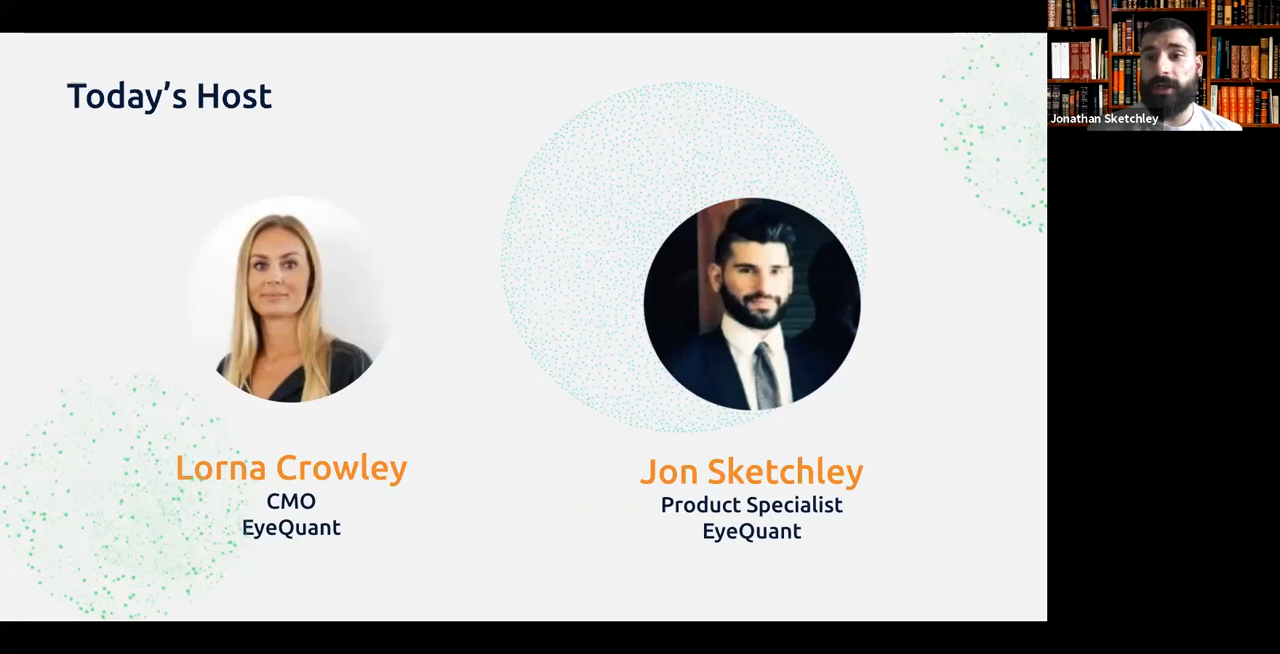 Today’s Host
Jonathan Sketchley
Lorna Crowley
CMO
EyeQuant
Jon Sketchley
Product Specialist
EyeQuant